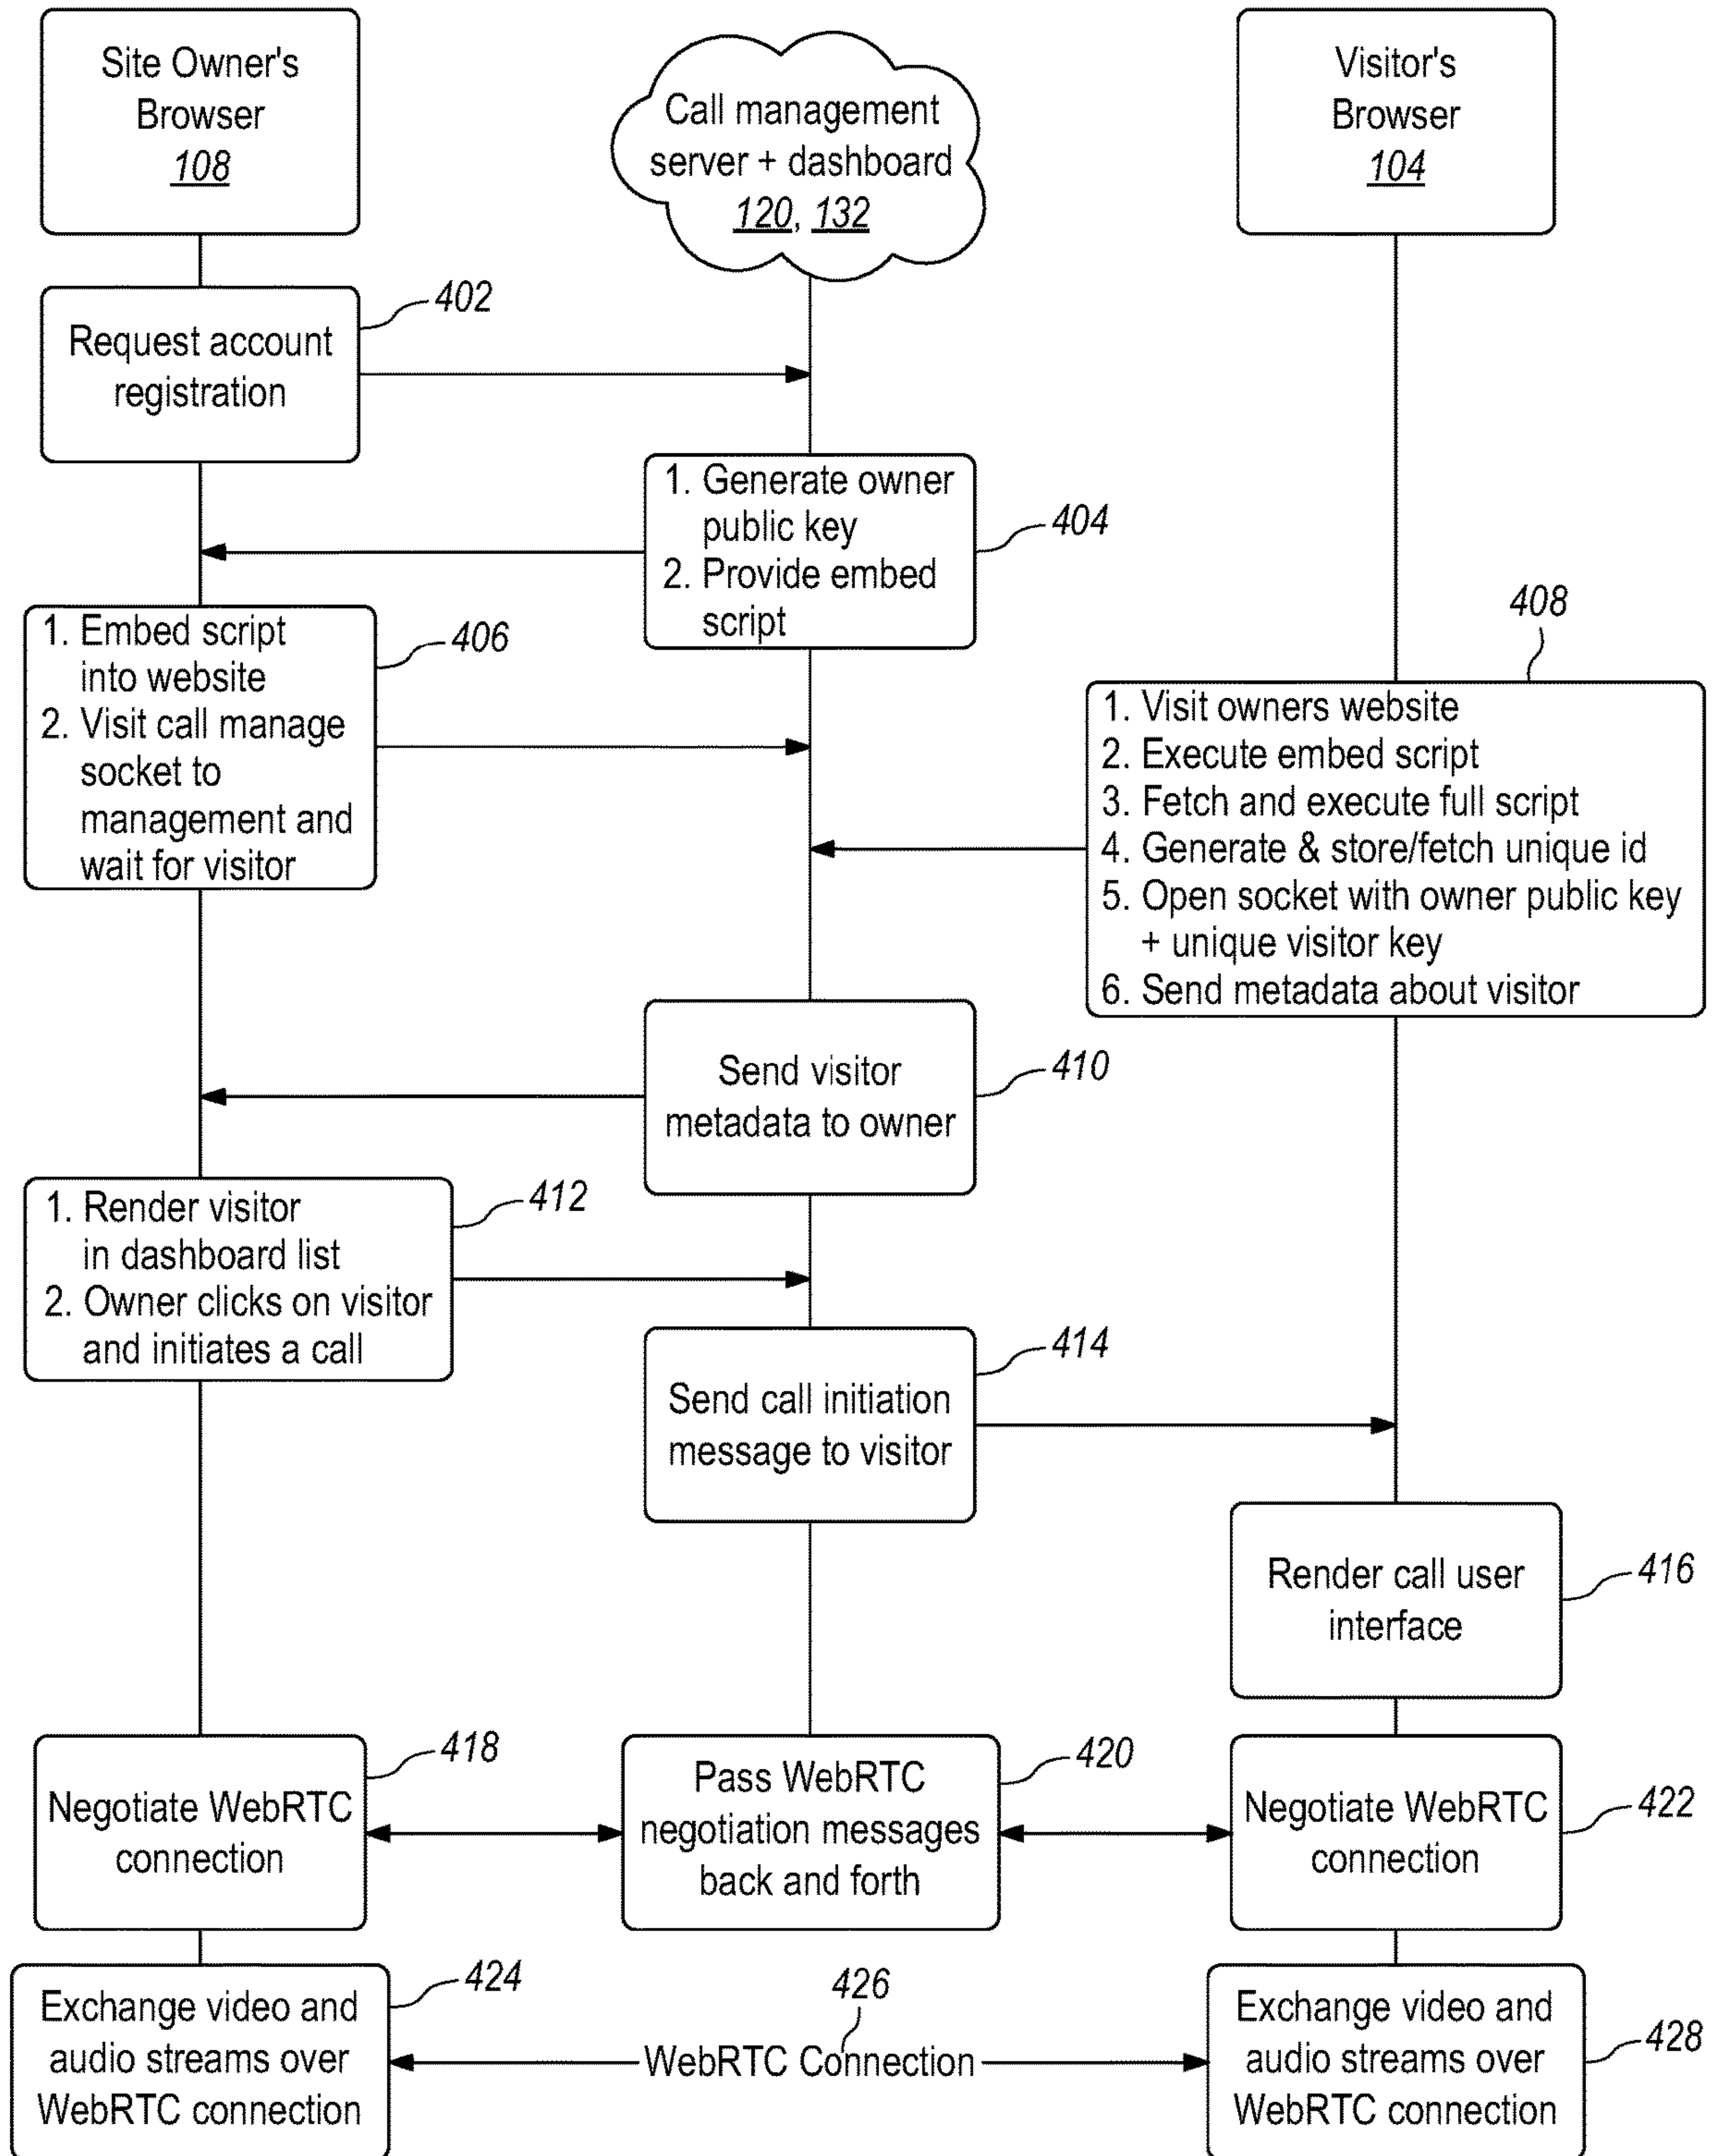 Site Owner's
Browser
108
Call management
server + dashboard
120, 132
Visitor's
Browser
104
402
Request account
registration
1. Generate owner
public key
2. Provide embed
script
404
1. Embed script
into website
2. Visit call manage
socket to
management and
wait for visitor
406
408
1. Visit owners website
2. Execute embed script
3. Fetch and execute full script
4. Generate & store/fetch unique id
5. Open socket with owner public key
+ unique visitor key
6. Send metadata about visitor
Send visitor
metadata to owner
410
1. Render visitor
in dashboard list
2. Owner clicks on visitor
and initiates a call
412
Send call initiation
message to visitor
414
Render call user
interface
416
Negotiate WebRTC
connection
418
Pass WebRTC
negotiation messages
back and forth
420
Negotiate WebRTC
connection
422
Exchange video and
audio streams over
WebRTC connection
424
426
WebRTC Connection
Exchange video and
audio streams over
WebRTC connection
428